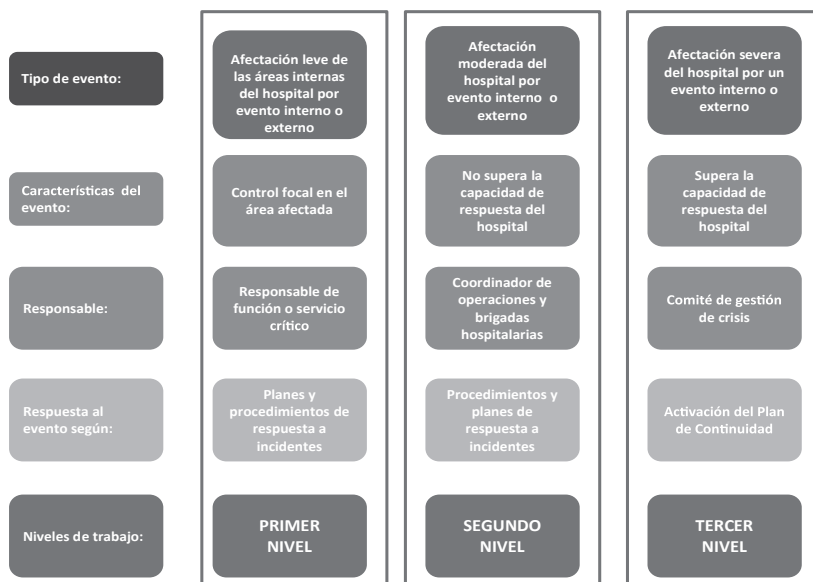 Tipo de evento:
Afectación leve de
las áreas internas
del hospital por
evento interno o
externo
Afectación
moderada del
hospital por
evento interno o
externo
Afectación severa
del hospital por un
evento interno o
externo
Características del
evento:
Control focal en el
área afectada
No supera la
capacidad de
respuesta del
hospital
Supera la
capacidad de
respuesta del
hospital
Responsable:
Responsable de
función o servicio
crítico
Coordinador de
operaciones y
brigadas
hospitalarias
Comité de gestión
de crisis
Respuesta al
evento según:
Planes y
procedimientos de
respuesta a
incidentes
Procedimientos y
planes de
respuesta a
incidentes
Activación del Plan
de Continuidad
Niveles de trabajo:
PRIMER
NIVEL
SEGUNDO
NIVEL
TERCER
NIVEL